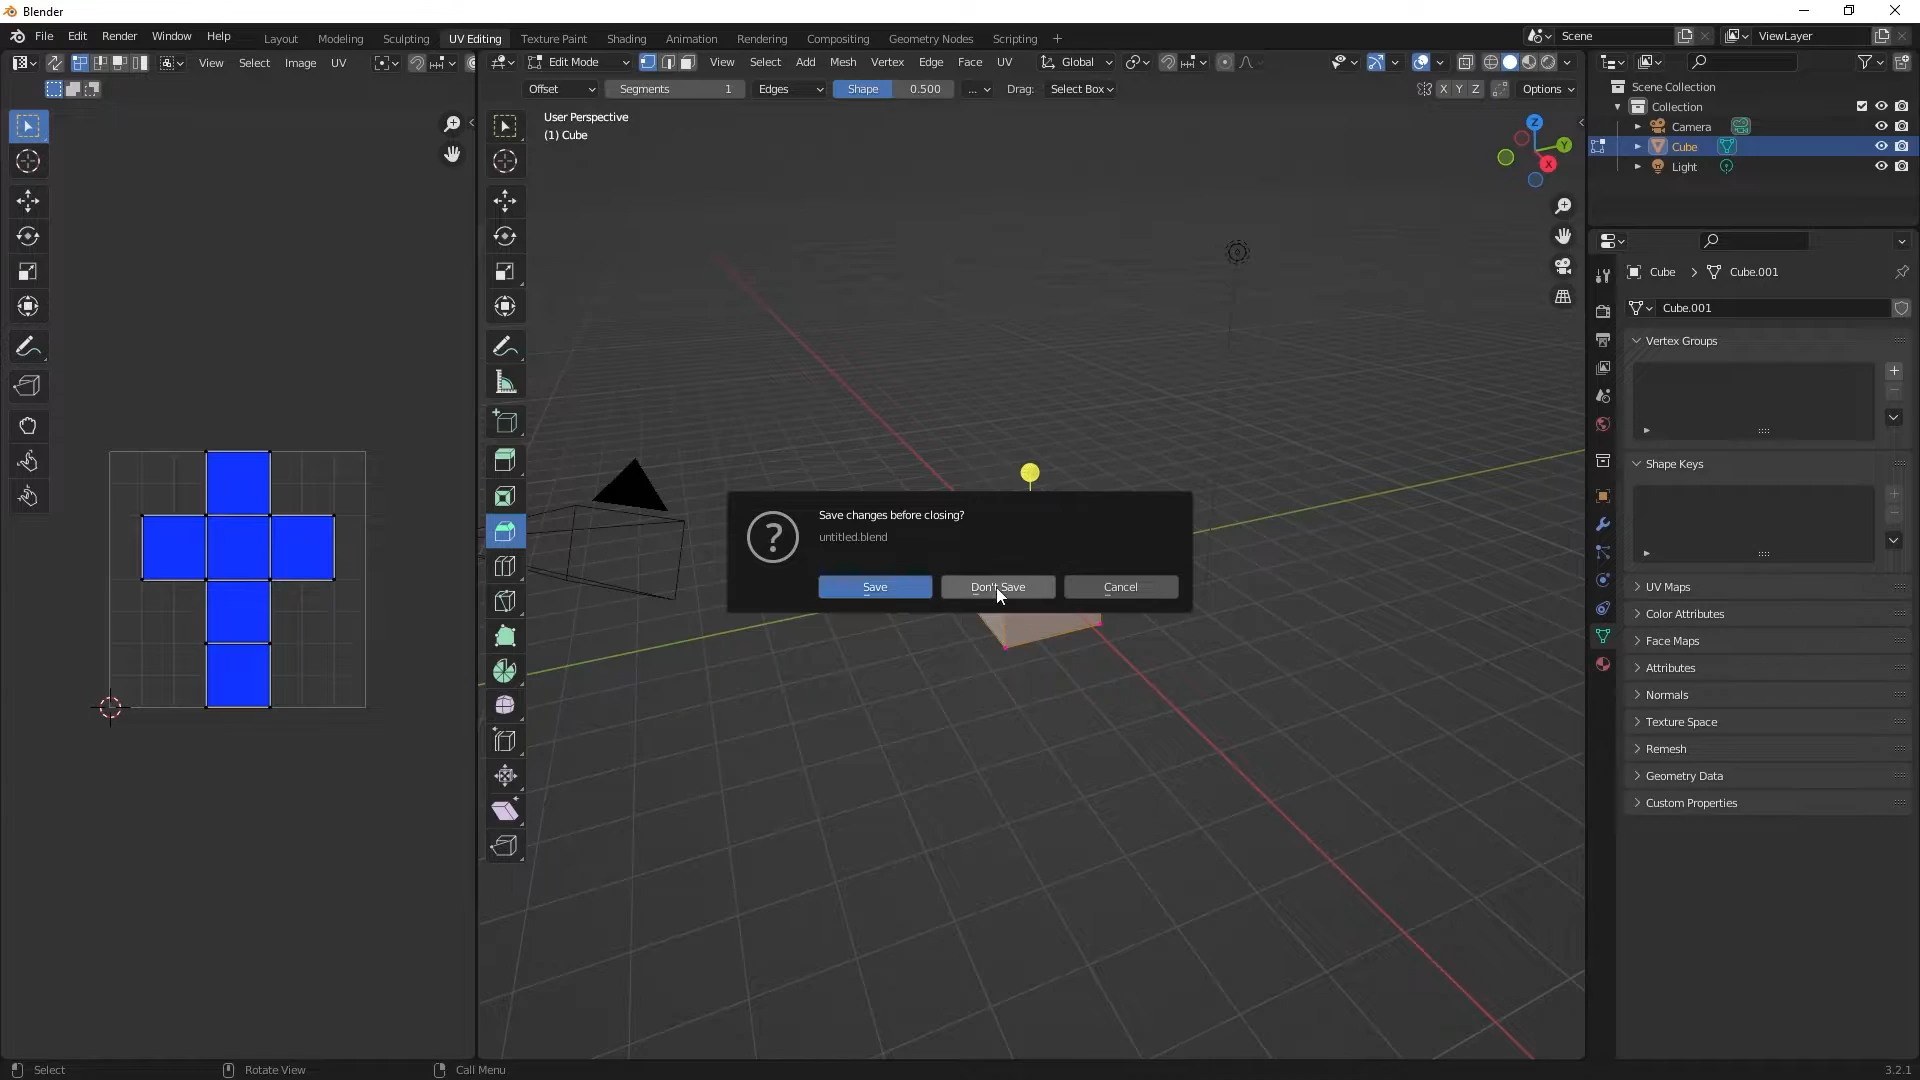 Blender
File Edit Render Window Help Layout Modeling Sculpting UV Editing Texture Paint Shading Animation Rendering Compositing Geometry Nodes Scripting + Scene ViewLayer
View Select Image UV Edit Mode View Select Add Mesh Vertex Edge Face UV Global
Offset Segments 1 Edges Shape 0.500 ... Drag: Select Box X Y Z Options
User Perspective
(1) Cube
Z
Y
X
Scene Collection
Collection
Camera
Cube
Light
Cube > Cube.001
Cube.001
Vertex Groups
Shape Keys
UV Maps
Color Attributes
Face Maps
Attributes
Normals
Texture Space
Remesh
Geometry Data
Custom Properties
Save changes before closing?
untitled.blend
Save Don't Save Cancel
Select Rotate View Call Menu 3.2.1